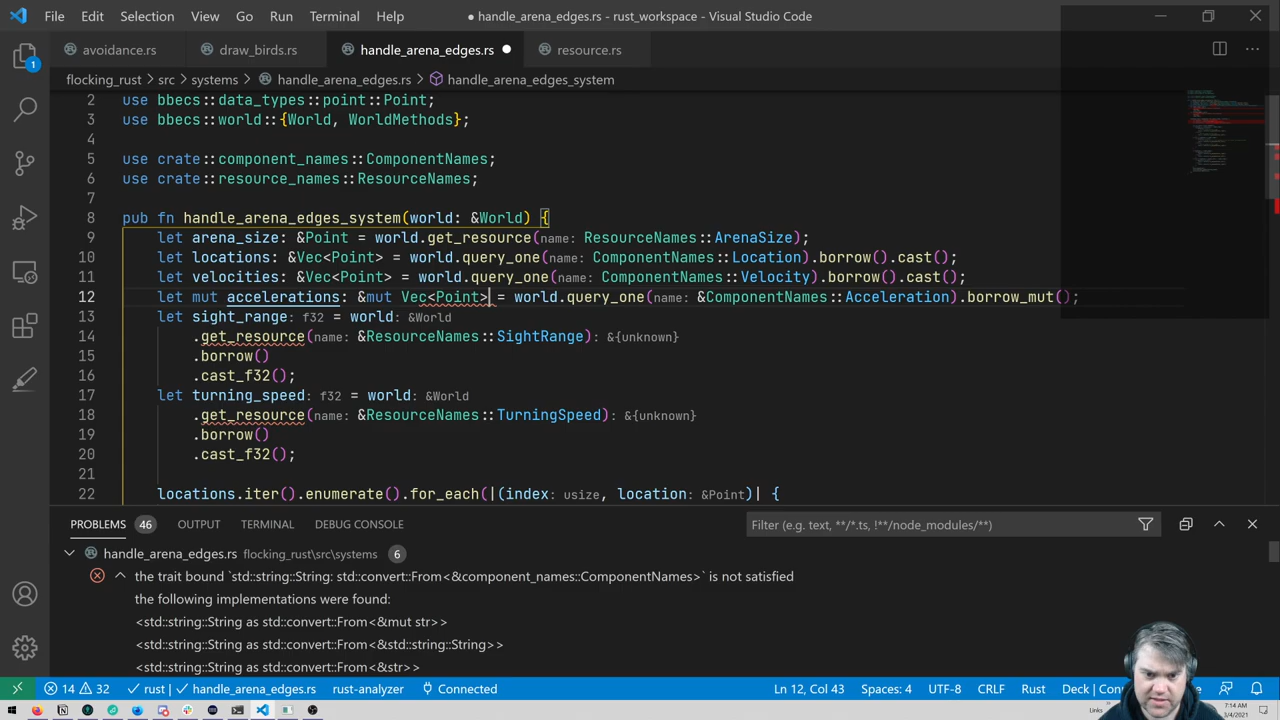 File Edit Selection View Go Run Terminal Help
● handle_arena_edges.rs - rust_workspace - Visual Studio Code
avoidance.rs draw_birds.rs handle_arena_edges.rs ● resource.rs
1
flocking_rust > src > systems > handle_arena_edges.rs > handle_arena_edges_system
2 use bbecs::data_types::point::Point;
3 use bbecs::world::{World, WorldMethods};
4
5 use crate::component_names::ComponentNames;
6 use crate::resource_names::ResourceNames;
7
8 pub fn handle_arena_edges_system(world: &World) {
9 let arena_size: &Point = world.get_resource(name: ResourceNames::ArenaSize);
10 let locations: &Vec<Point> = world.query_one(name: ComponentNames::Location).borrow().cast();
11 let velocities: &Vec<Point> = world.query_one(name: ComponentNames::Velocity).borrow().cast();
12 let mut accelerations: &mut Vec<Point> = world.query_one(name: &ComponentNames::Acceleration).borrow_mut();
13 let sight_range: f32 = world: &World
14 .get_resource(name: &ResourceNames::SightRange): &{unknown}
15 .borrow()
16 .cast_f32();
17 let turning_speed: f32 = world: &World
18 .get_resource(name: &ResourceNames::TurningSpeed): &{unknown}
19 .borrow()
20 .cast_f32();
21
22 locations.iter().enumerate().for_each(|(index: usize, location: &Point)| {
PROBLEMS 46 OUTPUT TERMINAL DEBUG CONSOLE
Filter (e.g. text, **/*.ts, !**/node_modules/**)
handle_arena_edges.rs flocking_rust\src\systems 6
the trait bound `std::string::String: std::convert::From<&component_names::ComponentNames>` is not satisfied
the following implementations were found:
<std::string::String as std::convert::From<&mut str>>
<std::string::String as std::convert::From<&std::string::String>>
<std::string::String as std::convert::From<&str>>
14 32 rust handle_arena_edges.rs rust-analyzer Connected
Ln 12, Col 43 Spaces: 4 UTF-8 CRLF Rust Deck | Con
Links
7:14 AM
3/4/2021